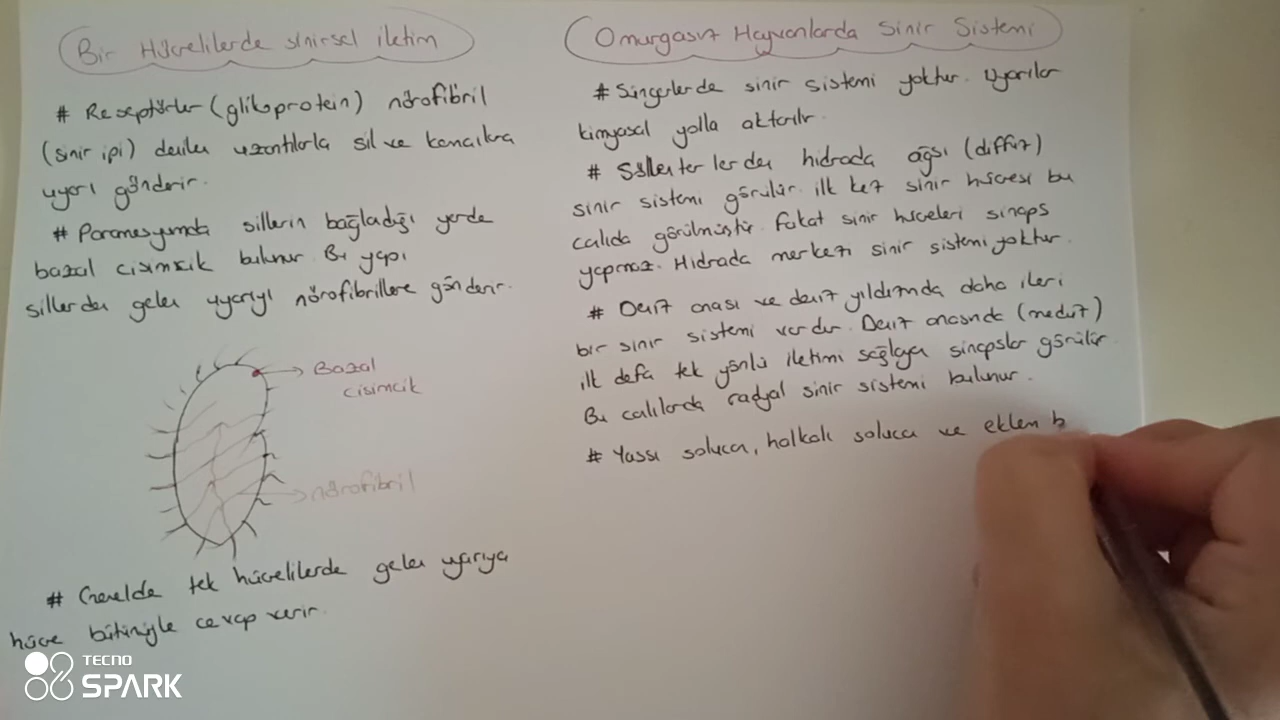 Bir Hücrelilerde sinirsel iletim
# Reseptörler (glikoprotein) nörofibril
(sinir ipi) denilen uzantılarla sil ve kamçılara
uyarı gönderir.
# Paramesyumda sillerin bağladığı yerde
bazal cisimcik bulunur. Bu yapı
sillerden gelen uyarıyı nörofibrillere gönderir.
Bazal
cisimcik
nörofibril
# Genelde tek hücrelilerde gelen uyarıya
hücre bütünüyle cevap verir.
Omurgasız Hayvanlarda Sinir Sistemi
# Süngerlerde sinir sistemi yoktur. Uyarılar
kimyasal yolla aktarılır.
# Sölenterlerden hidrada ağsı (diffüz)
sinir sistemi görülür. ilk kez sinir hücresi bu
canlıda görülmüştür. Fakat sinir hücreleri sinaps
yapmaz. Hidrada merkezi sinir sistemi yoktur.
# Deniz anası ve deniz yıldızında daha ileri
bir sinir sistemi vardır. Deniz anasında (meduz)
ilk defa tek yönlü iletimi sağlayan sinapslar görülür.
Bu canlılarda radyal sinir sistemi bulunur.
# Yassı solucan, halkalı solucan ve eklem b
TECNO
SPARK